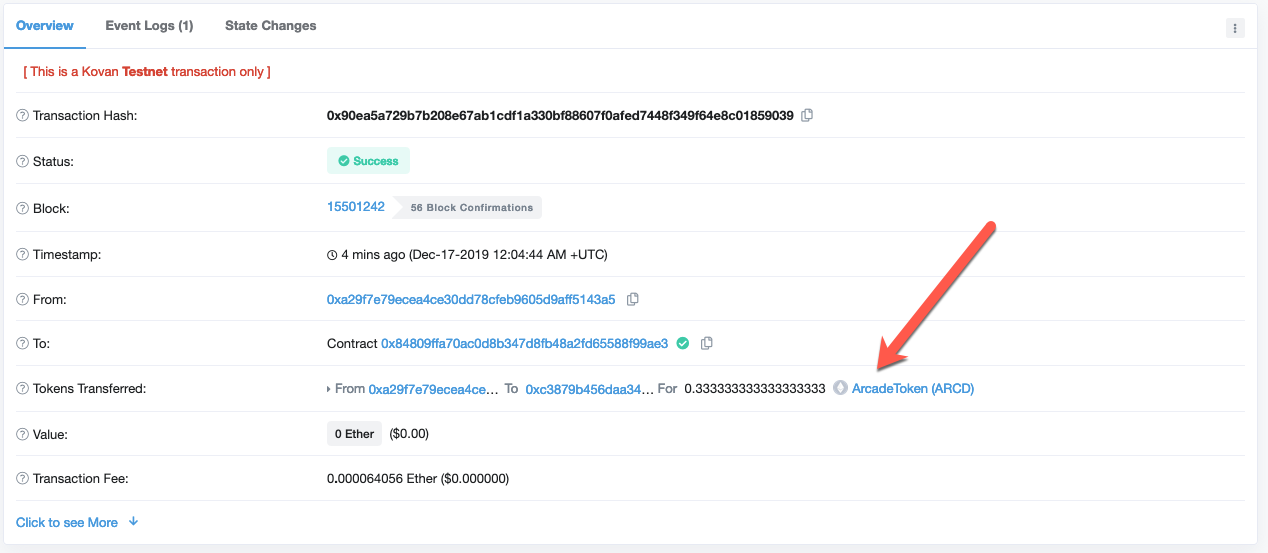 Overview Event Logs (1) State Changes
[ This is a Kovan Testnet transaction only ]
Transaction Hash: 0x90ea5a729b7b208e67ab1cdf1a330bf88607f0afed7448f349f64e8c01859039
Status: Success
Block: 15501242 56 Block Confirmations
Timestamp: 4 mins ago (Dec-17-2019 12:04:44 AM +UTC)
From: 0xa29f7e79ecea4ce30dd78cfeb9605d9aff5143a5
To: Contract 0x84809ffa70ac0d8b347d8fb48a2fd65588f99ae3
Tokens Transferred: From 0xa29f7e79ecea4ce... To 0xc3879b456daa34... For 0.333333333333333333 ArcadeToken (ARCD)
Value: 0 Ether ($0.00)
Transaction Fee: 0.000064056 Ether ($0.000000)
Click to see More